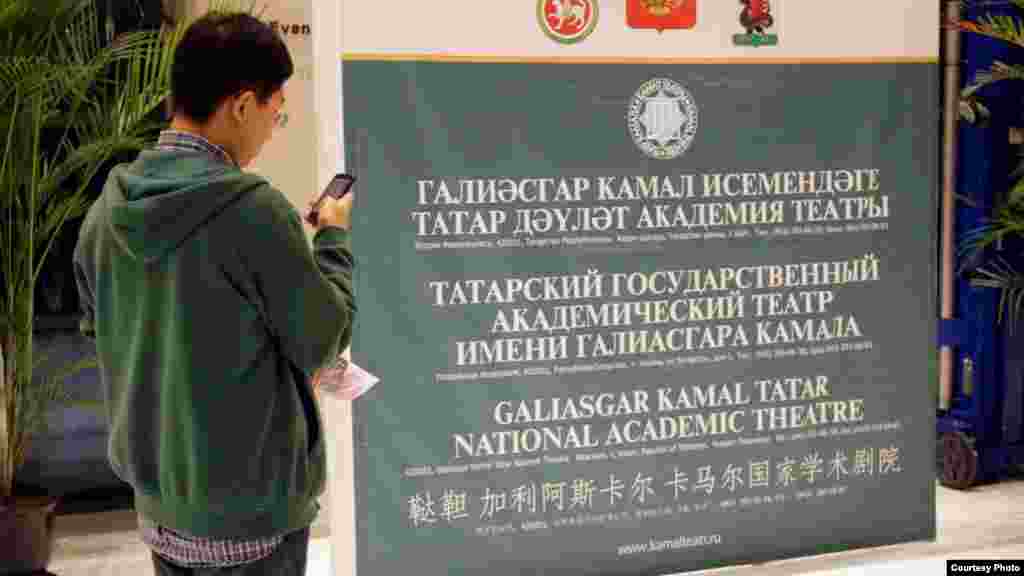 Even
ГАЛИӘСГАР КАМАЛ ИСЕМЕНДӘГЕ
ТАТАР ДӘҮЛӘТ АКАДЕМИЯ ТЕАТРЫ
ТАТАРСКИЙ ГОСУДАРСТВЕННЫЙ
АКАДЕМИЧЕСКИЙ ТЕАТР
ИМЕНИ ГАЛИАСГАРА КАМАЛА
GALIASGAR KAMAL TATAR
NATIONAL ACADEMIC THEATRE
鞑靼 加利阿斯卡尔 卡马尔国家学术剧院
www.kamalteatr.ru
Courtesy Photo